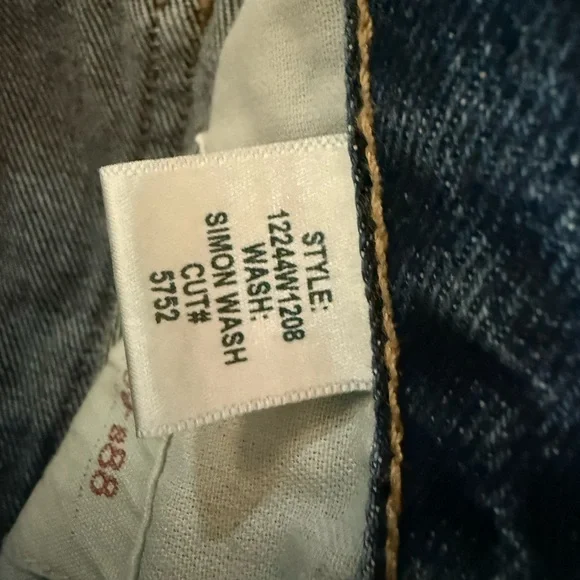 STYLE:
12244W1208
WASH:
SIMON WASH
CUT#
5752